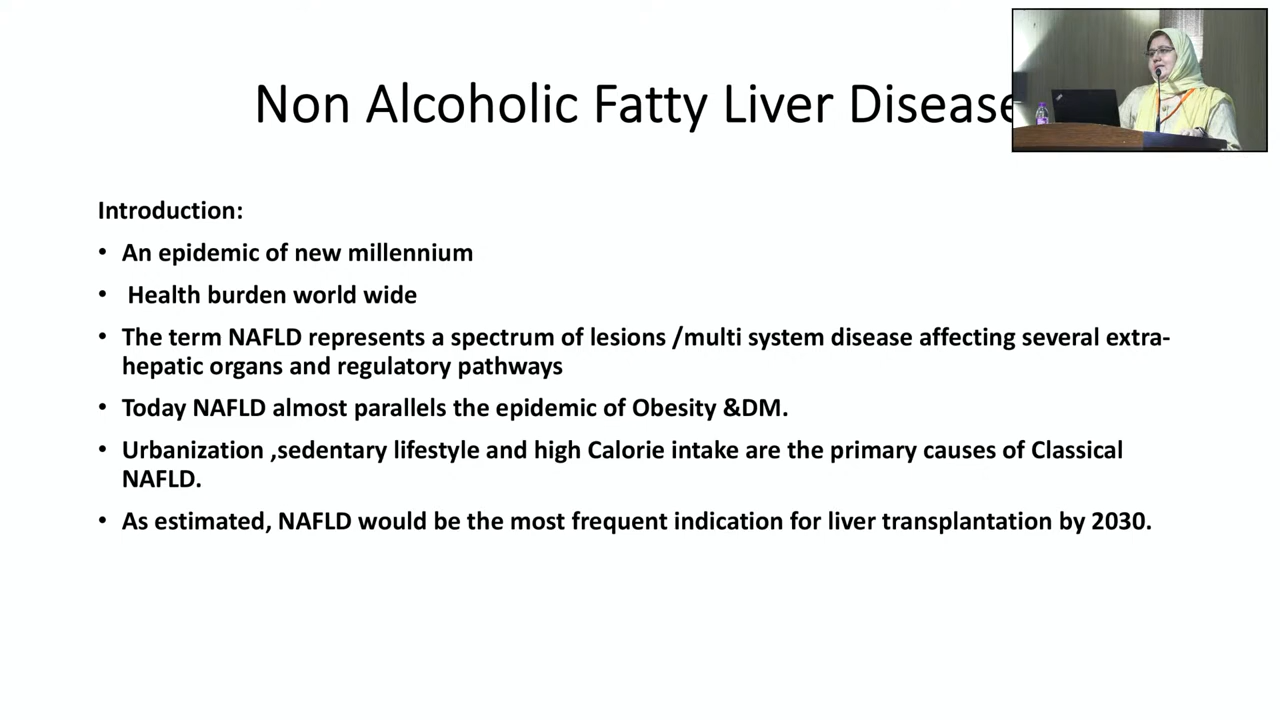 Non Alcoholic Fatty Liver Disease
Introduction:
• An epidemic of new millennium
• Health burden world wide
• The term NAFLD represents a spectrum of lesions /multi system disease affecting several extra-
hepatic organs and regulatory pathways
• Today NAFLD almost parallels the epidemic of Obesity &DM.
• Urbanization ,sedentary lifestyle and high Calorie intake are the primary causes of Classical
NAFLD.
• As estimated, NAFLD would be the most frequent indication for liver transplantation by 2030.